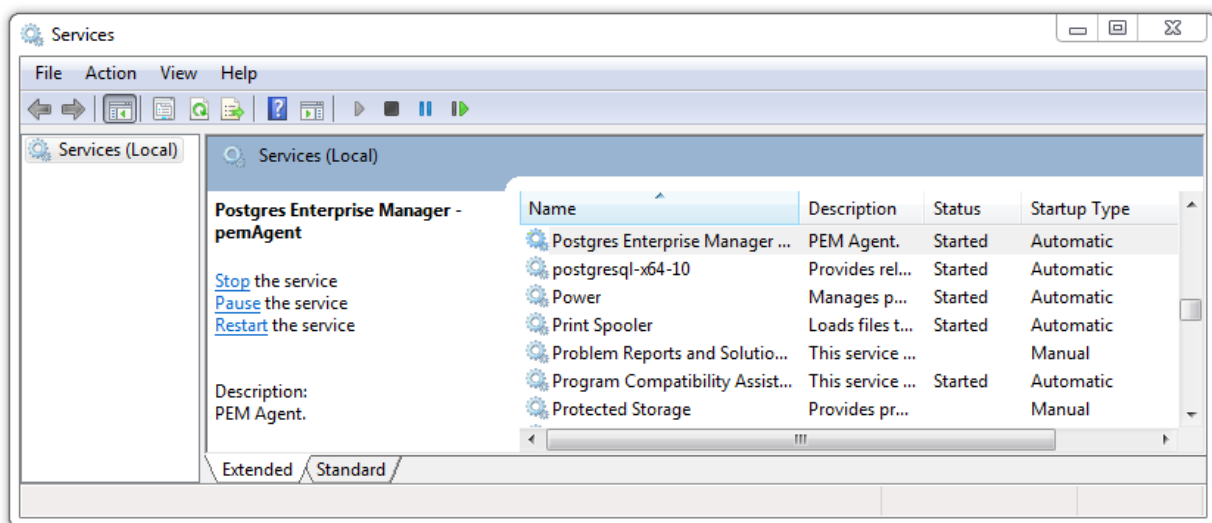 Services
File Action View Help
Services (Local)
Services (Local)
Postgres Enterprise Manager -
pemAgent
Stop the service
Pause the service
Restart the service
Description:
PEM Agent.
Name Description Status Startup Type
Postgres Enterprise Manager ... PEM Agent. Started Automatic
postgresql-x64-10 Provides rel... Started Automatic
Power Manages p... Started Automatic
Print Spooler Loads files t... Started Automatic
Problem Reports and Solutio... This service ... Manual
Program Compatibility Assist... This service ... Started Automatic
Protected Storage Provides pr... Manual
Extended Standard